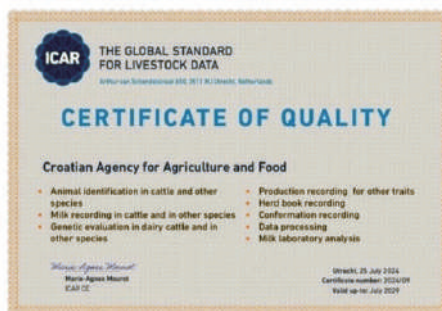 ICAR
THE GLOBAL STANDARD
FOR LIVESTOCK DATA
Arthur van Schendelstraat 650, 3511 MJ Utrecht, Netherlands
CERTIFICATE OF QUALITY
Croatian Agency for Agriculture and Food
• Animal identification in cattle and other
species
• Milk recording in cattle and in other species
• Genetic evaluation in dairy cattle and in
other species
• Production recording for other traits
• Herd book recording
• Conformation recording
• Data processing
• Milk laboratory analysis
Marie-Agnes Mourot
Marie-Agnes Mourot
ICAR CE
Utrecht, 25 July 2024
Certificate number: 2024/09
Valid up-to: July 2029